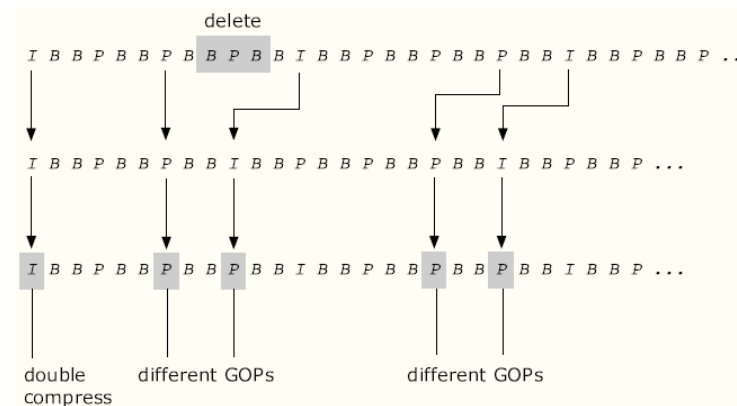 delete
I B B P B B P B B P B B I B B P B B P B B P B B I B B P B B P ..
I B B P B B P B B I B B P B B P B B P B B I B B P B B P ...
I B B P B B P B B P B B I B B P B B P B B P B B I B B P ...
double compress
different GOPs
different GOPs